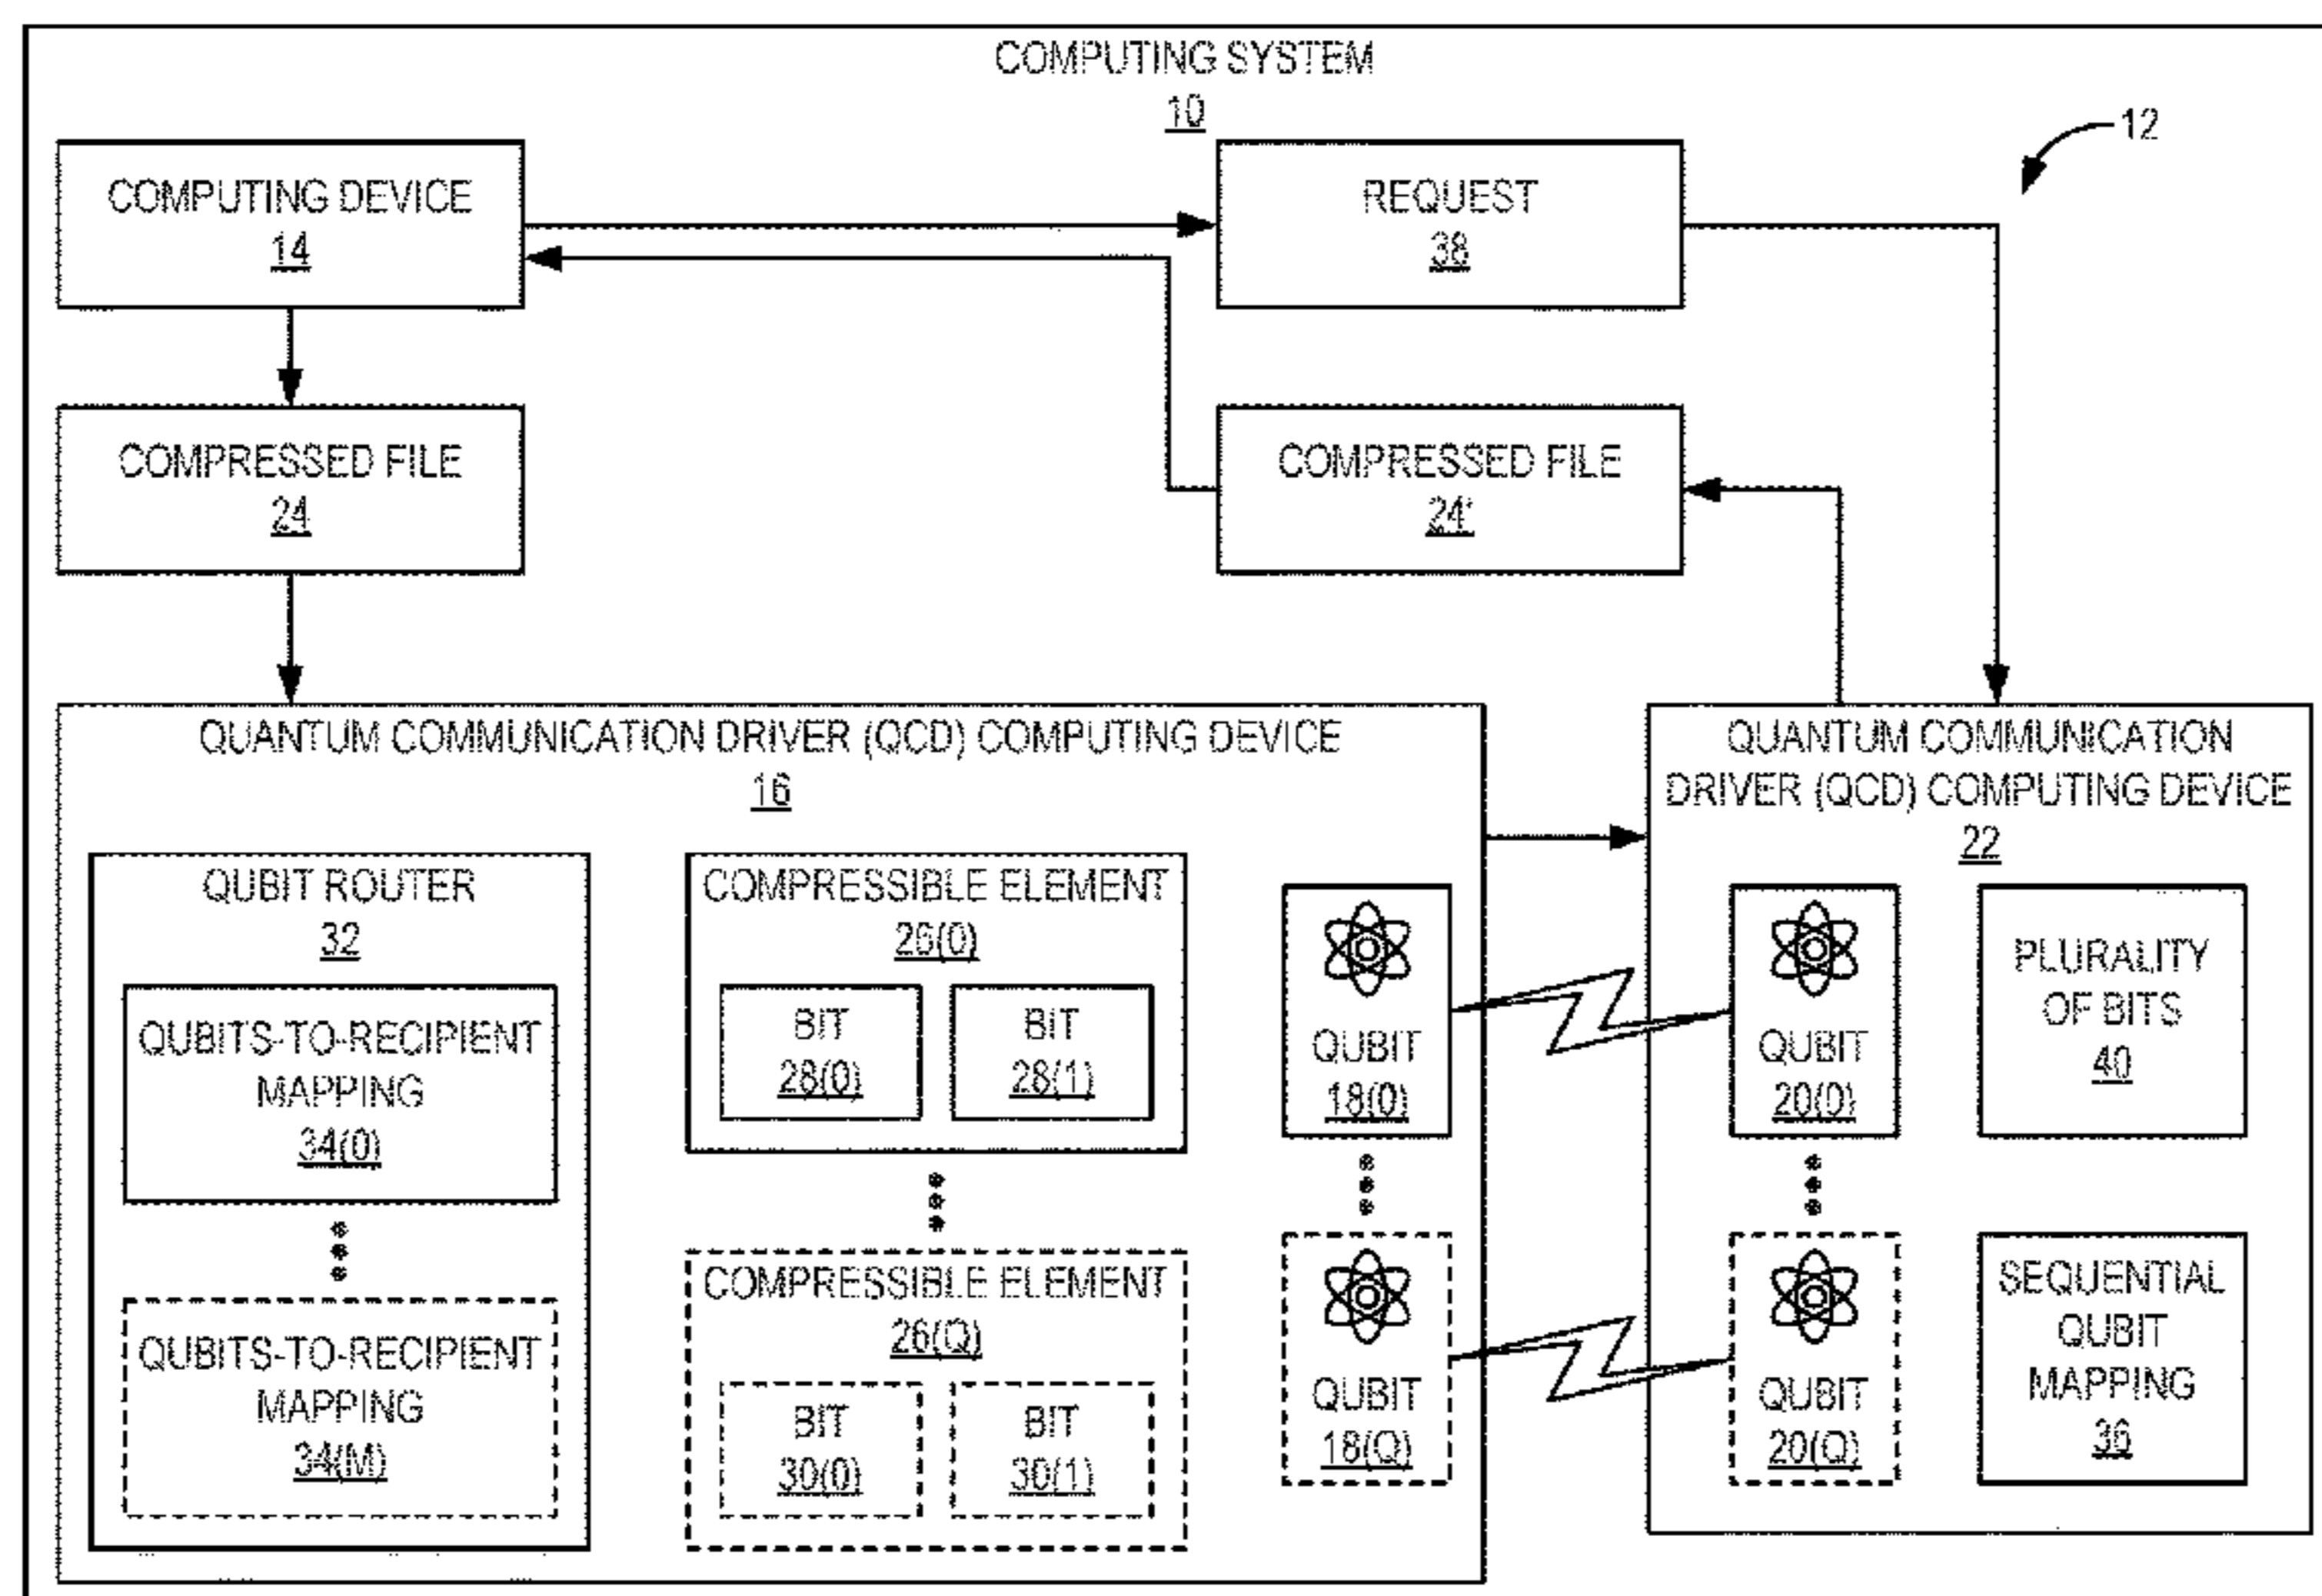 COMPUTING SYSTEM
10
12
COMPUTING DEVICE
14
REQUEST
38
COMPRESSED FILE
24
COMPRESSED FILE
24'
QUANTUM COMMUNICATION DRIVER (QCD) COMPUTING DEVICE
16
QUBIT ROUTER
32
QUBITS-TO-RECIPIENT
MAPPING
34(0)
QUBITS-TO-RECIPIENT
MAPPING
34(M)
COMPRESSIBLE ELEMENT
26(0)
BIT
28(0)
BIT
28(1)
COMPRESSIBLE ELEMENT
26(Q)
BIT
30(0)
BIT
30(1)
QUBIT
18(0)
QUBIT
18(Q)
QUANTUM COMMUNICATION
DRIVER (QCD) COMPUTING DEVICE
22
QUBIT
20(0)
PLURALITY
OF BITS
40
QUBIT
20(Q)
SEQUENTIAL
QUBIT
MAPPING
36